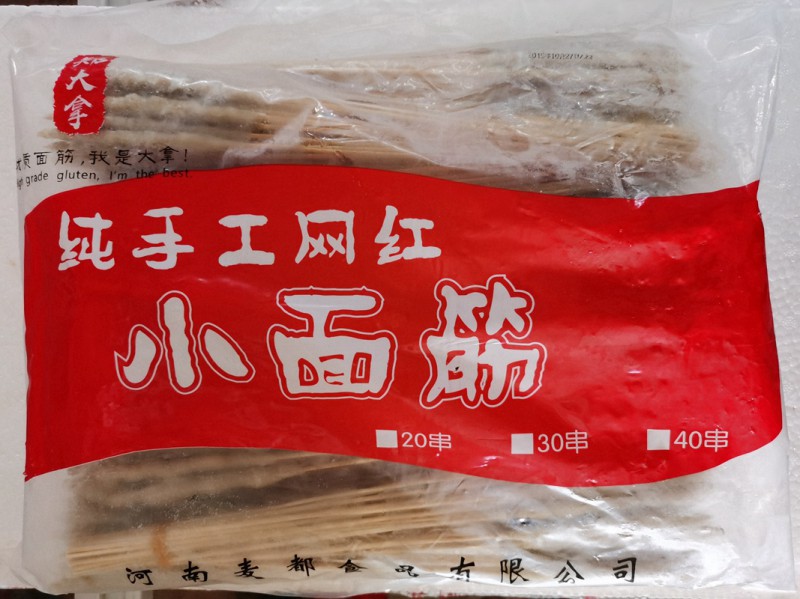 大拿
质面筋,我是大拿!
grade gluten, I'm the best.
纯手工网红
小面筋
20串 30串 40串
河南麦都食品有限公司